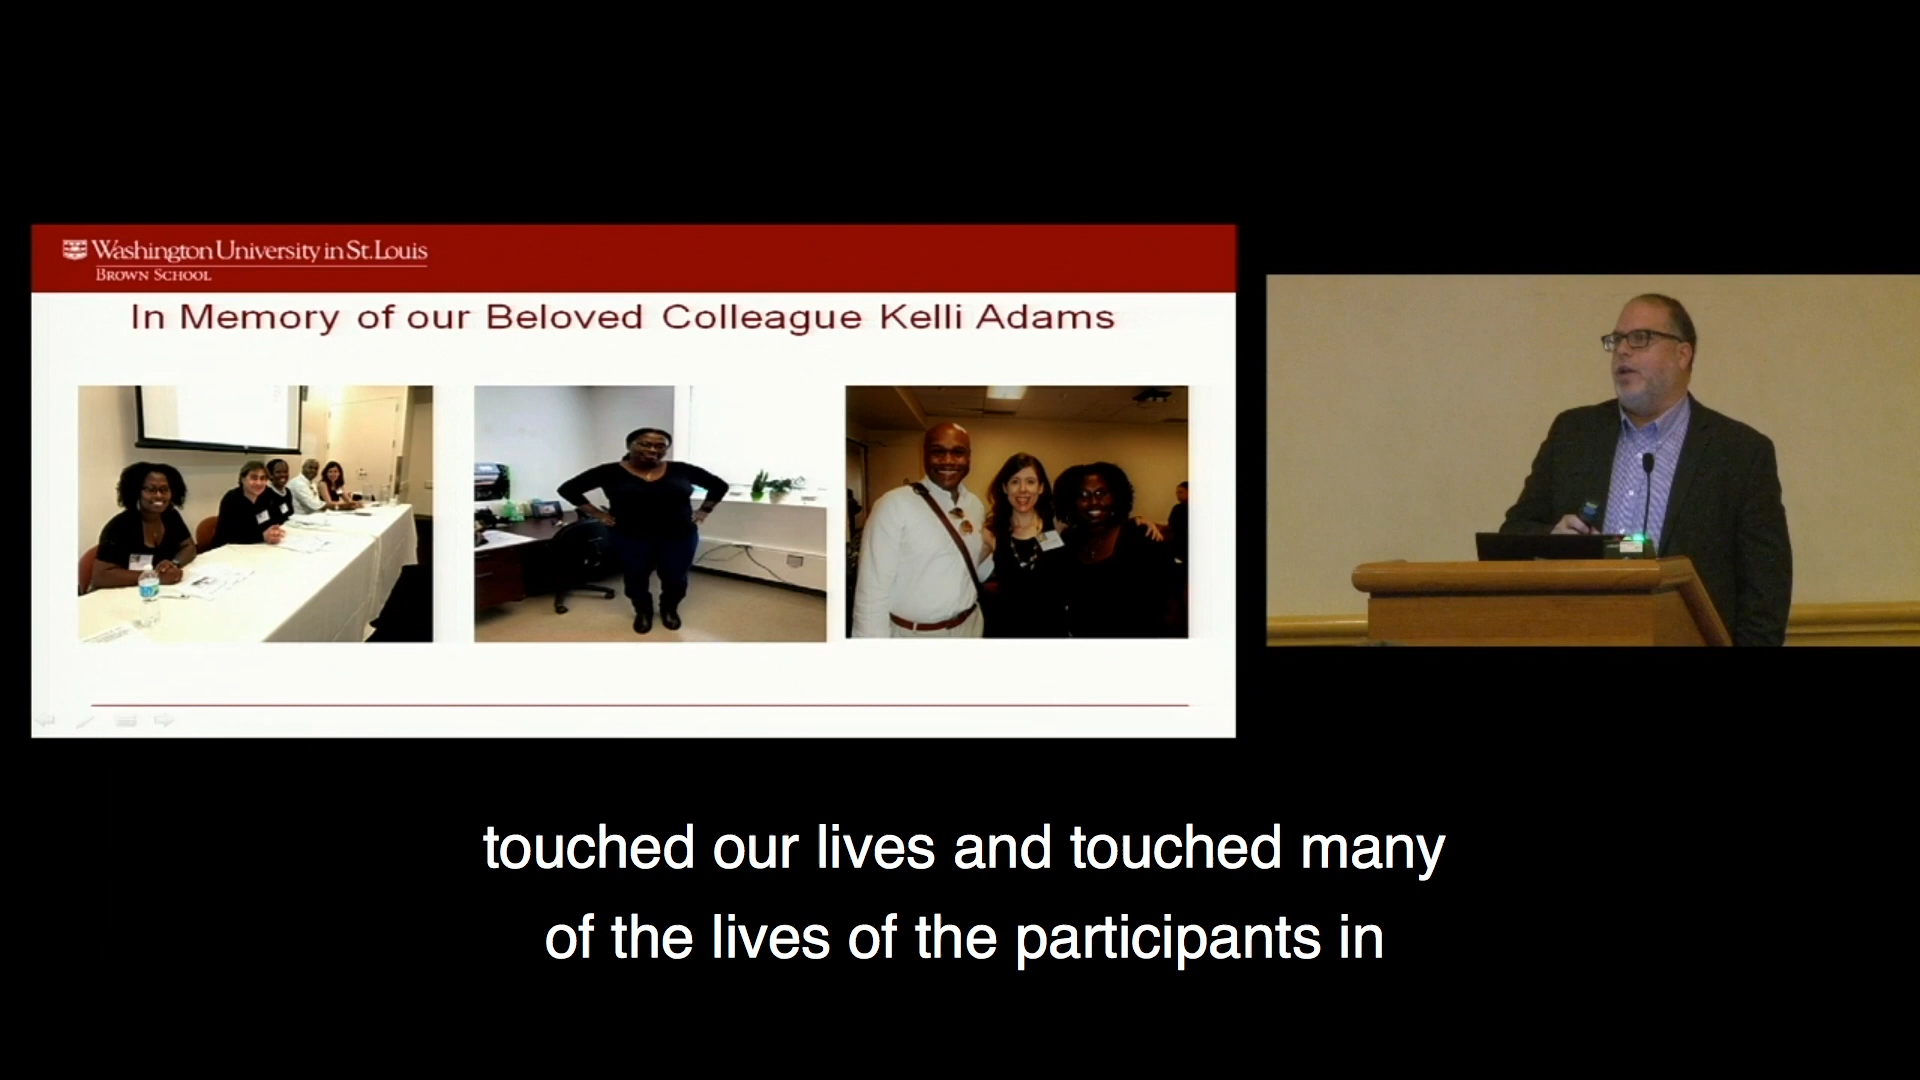 Washington University in St. Louis
BROWN SCHOOL
In Memory of our Beloved Colleague Kelli Adams
touched our lives and touched many
of the lives of the participants in